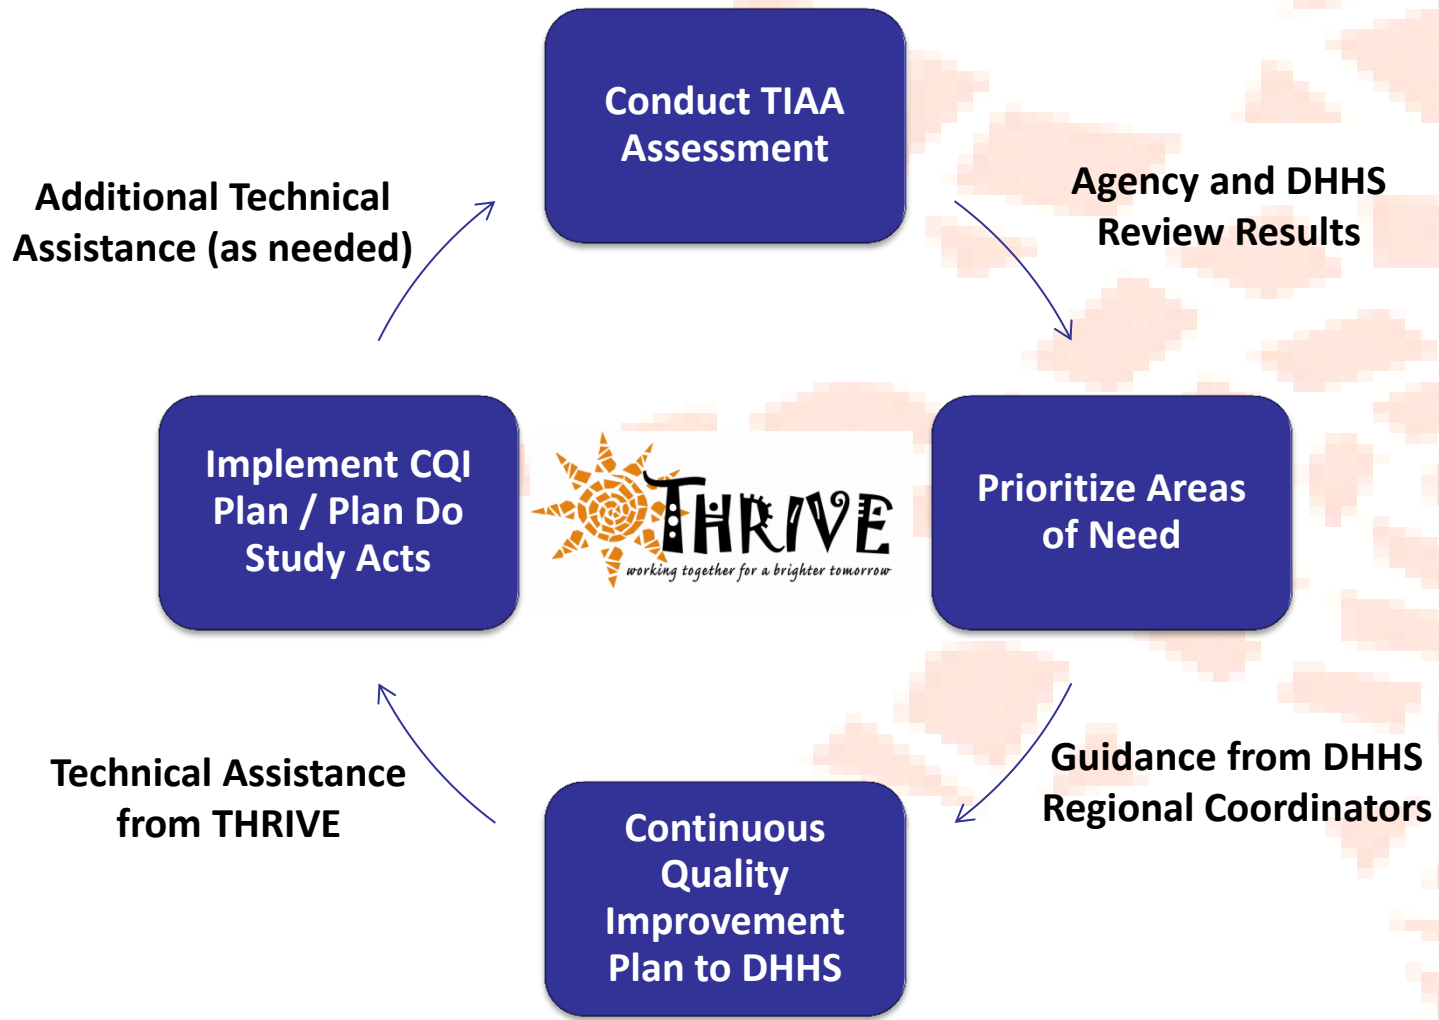 Conduct TIAA
Assessment
Agency and DHHS
Review Results
Prioritize Areas
of Need
Guidance from DHHS
Regional Coordinators
Continuous
Quality
Improvement
Plan to DHHS
Technical Assistance
from THRIVE
Implement CQI
Plan / Plan Do
Study Acts
Additional Technical
Assistance (as needed)
THRIVE
working together for a brighter tomorrow